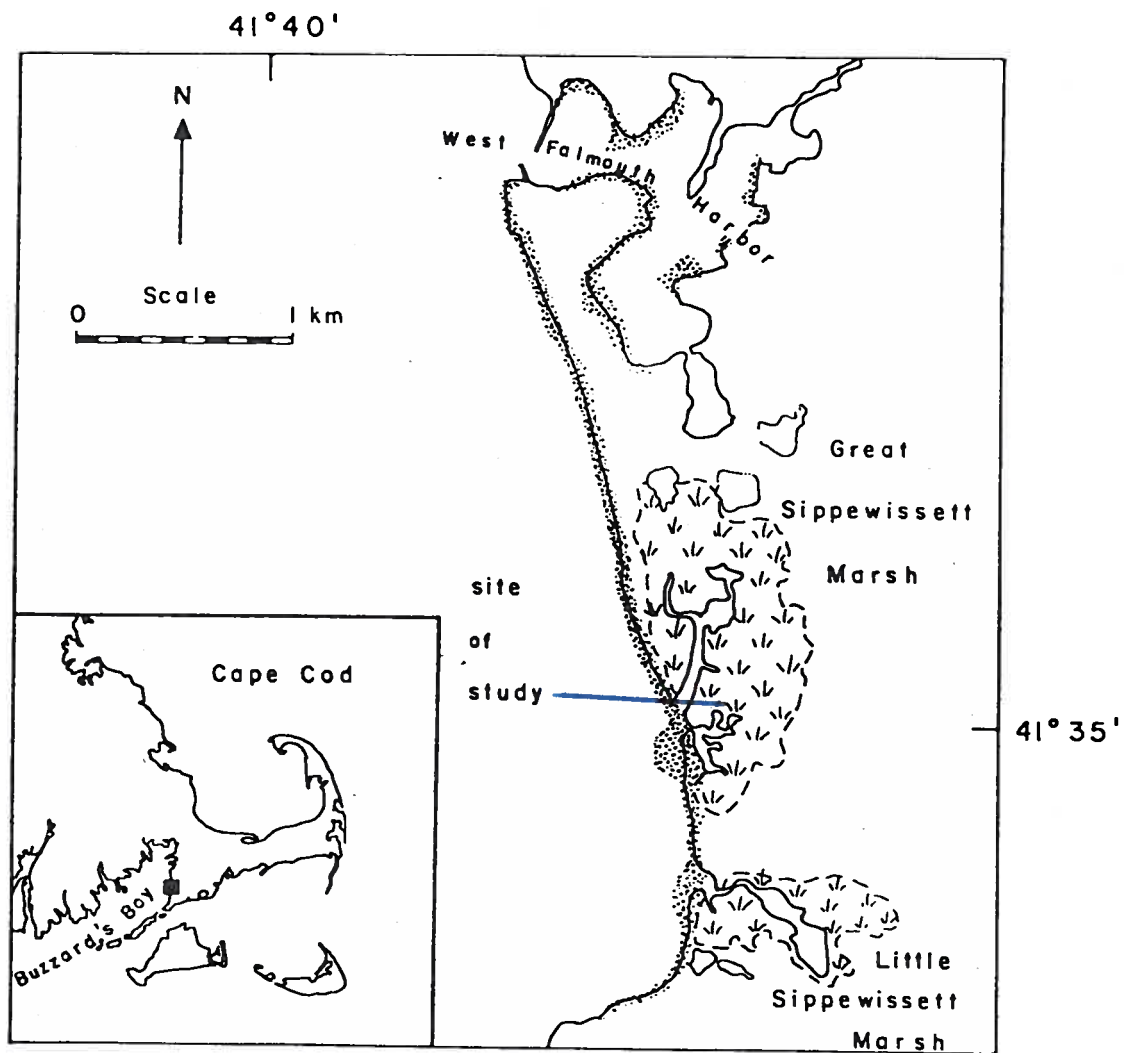 41°40'
N
West Falmouth Harbor
Scale
0 1 km
Great
Sippewissett
Marsh
site
of
study
Cape Cod
41°35'
Buzzard's Boy
Little
Sippewissett
Marsh